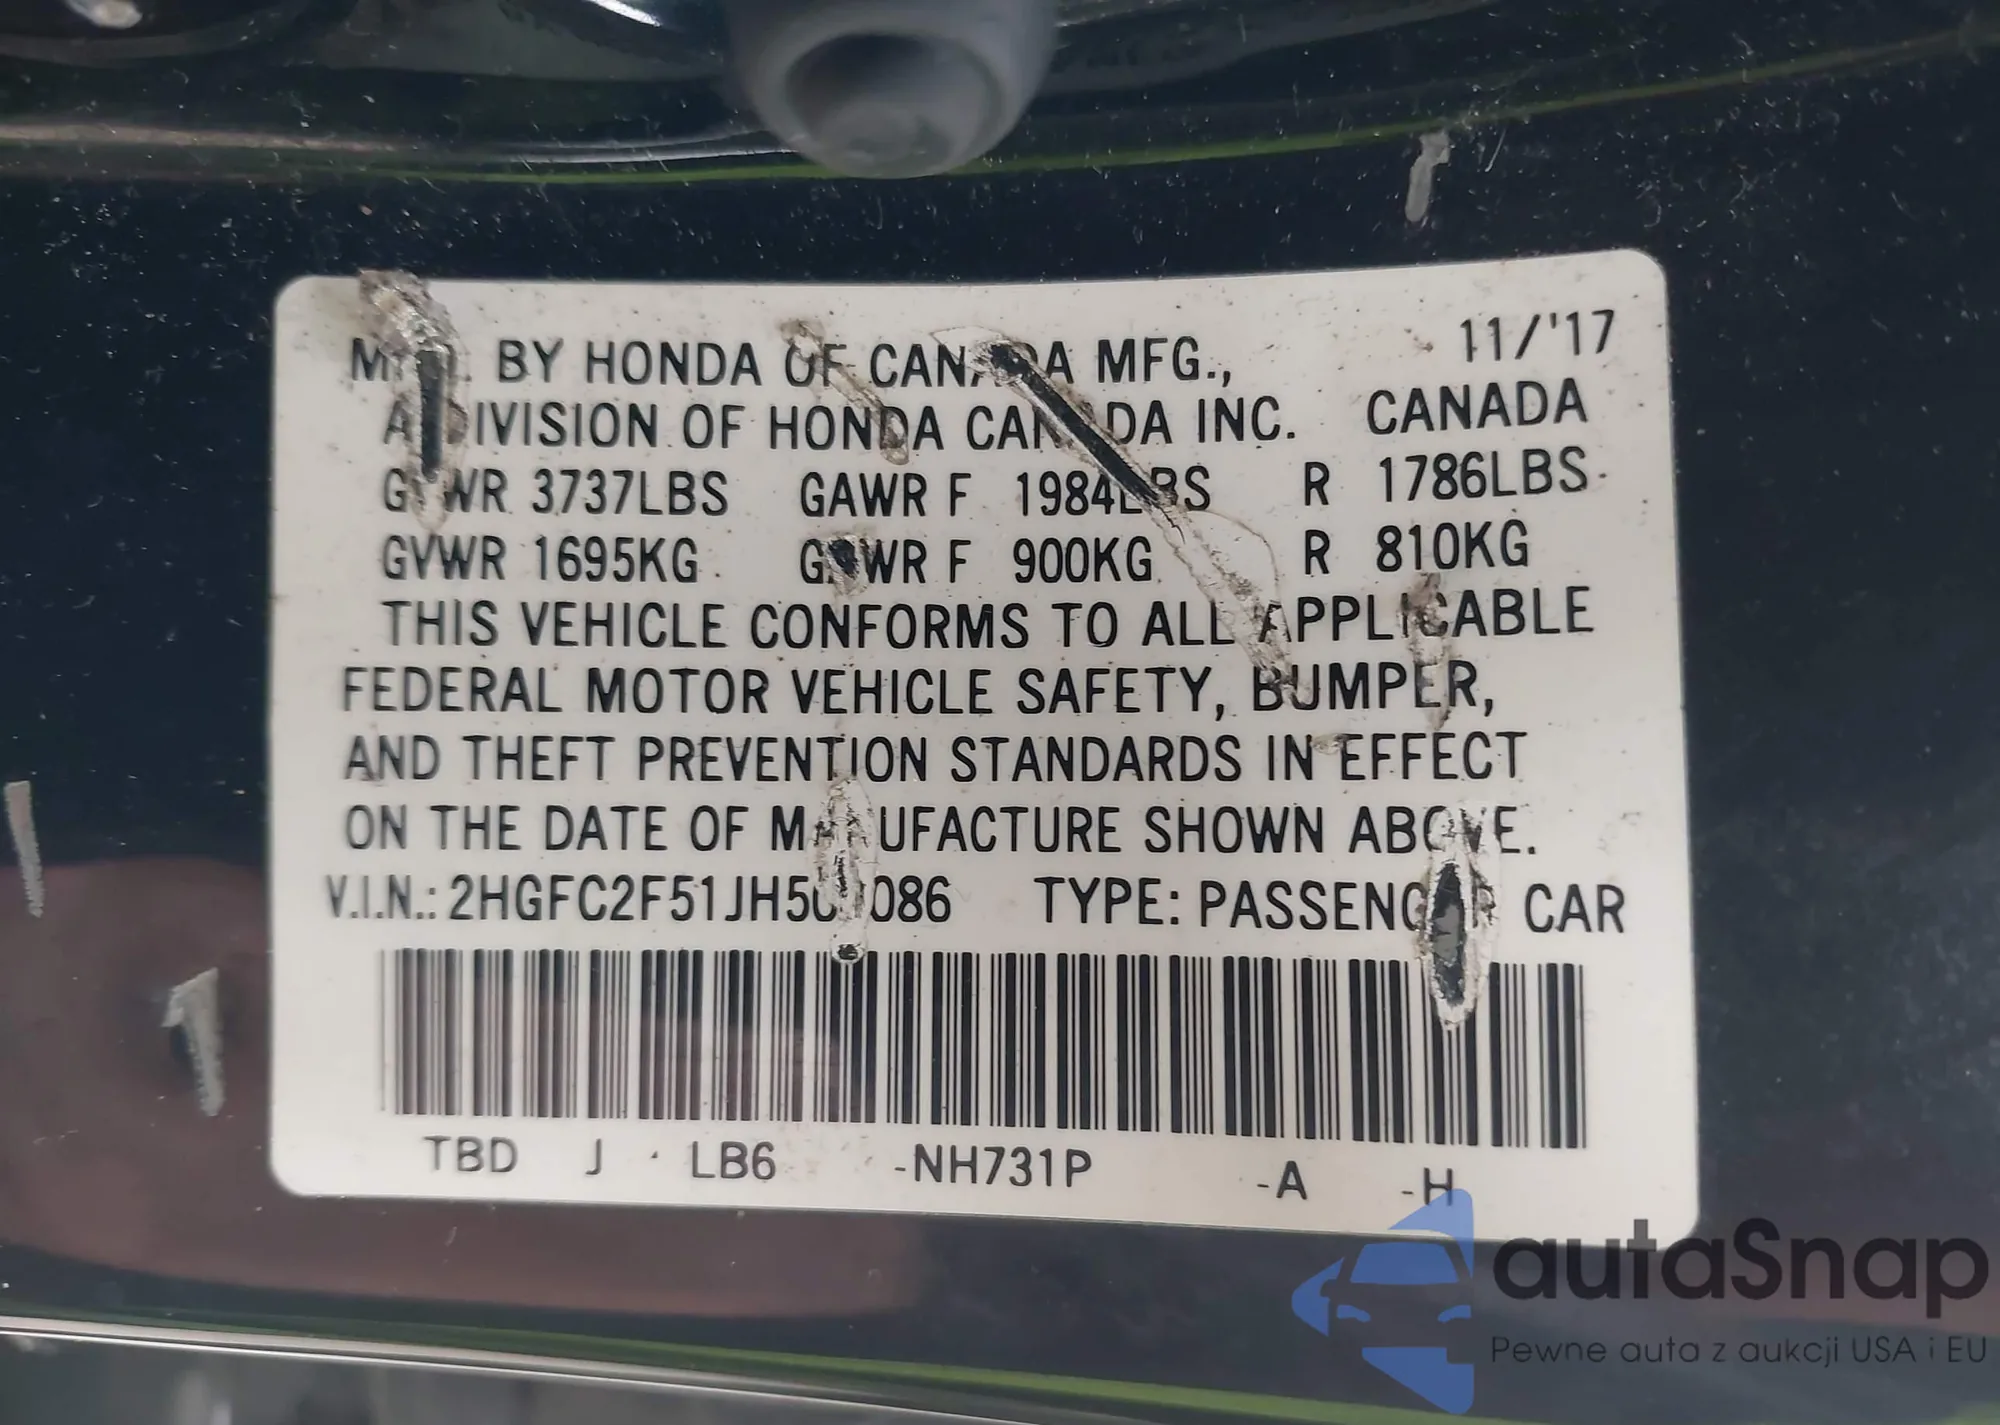 11/'17
MFD. BY HONDA OF CANADA MFG.,
A DIVISION OF HONDA CANADA INC. CANADA
GVWR 3737LBS GAWR F 1984LBS R 1786LBS
GVWR 1695KG GAWR F 900KG R 810KG
THIS VEHICLE CONFORMS TO ALL APPLICABLE
FEDERAL MOTOR VEHICLE SAFETY, BUMPER,
AND THEFT PREVENTION STANDARDS IN EFFECT
ON THE DATE OF MANUFACTURE SHOWN ABOVE.
V.I.N.: TYPE: PASSENGER CAR
TBD J LB6 -NH731P -A -H
autaSnap
Pewne auta z aukcji USA i EU